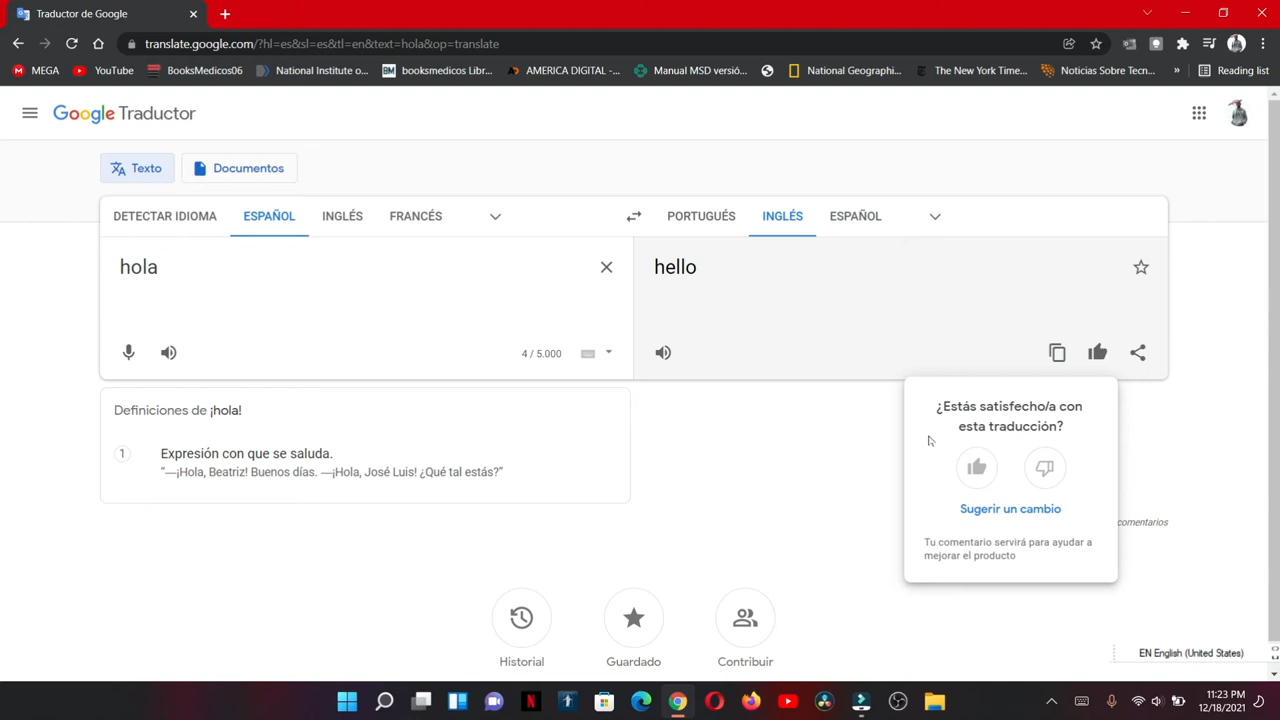 Traductor de Google
translate.google.com/?hl=es&sl=es&tl=en&text=hola&op=translate
MEGA YouTube BooksMedicos06 National Institute o... booksmedicos Libr... AMERICA DIGITAL -... Manual MSD versió... National Geographi... The New York Time... Noticias Sobre Tecn... » Reading list
Google Traductor
Texto Documentos
DETECTAR IDIOMA ESPAÑOL INGLÉS FRANCÉS PORTUGUÉS INGLÉS ESPAÑOL
hola hello
4 / 5.000
Definiciones de ¡hola!
1 Expresión con que se saluda.
"—¡Hola, Beatriz! Buenos días. —¡Hola, José Luis! ¿Qué tal estás?"
¿Estás satisfecho/a con
esta traducción?
Sugerir un cambio
comentarios
Tu comentario servirá para ayudar a
mejorar el producto
Historial Guardado Contribuir
EN English (United States)
11:23 PM
12/18/2021